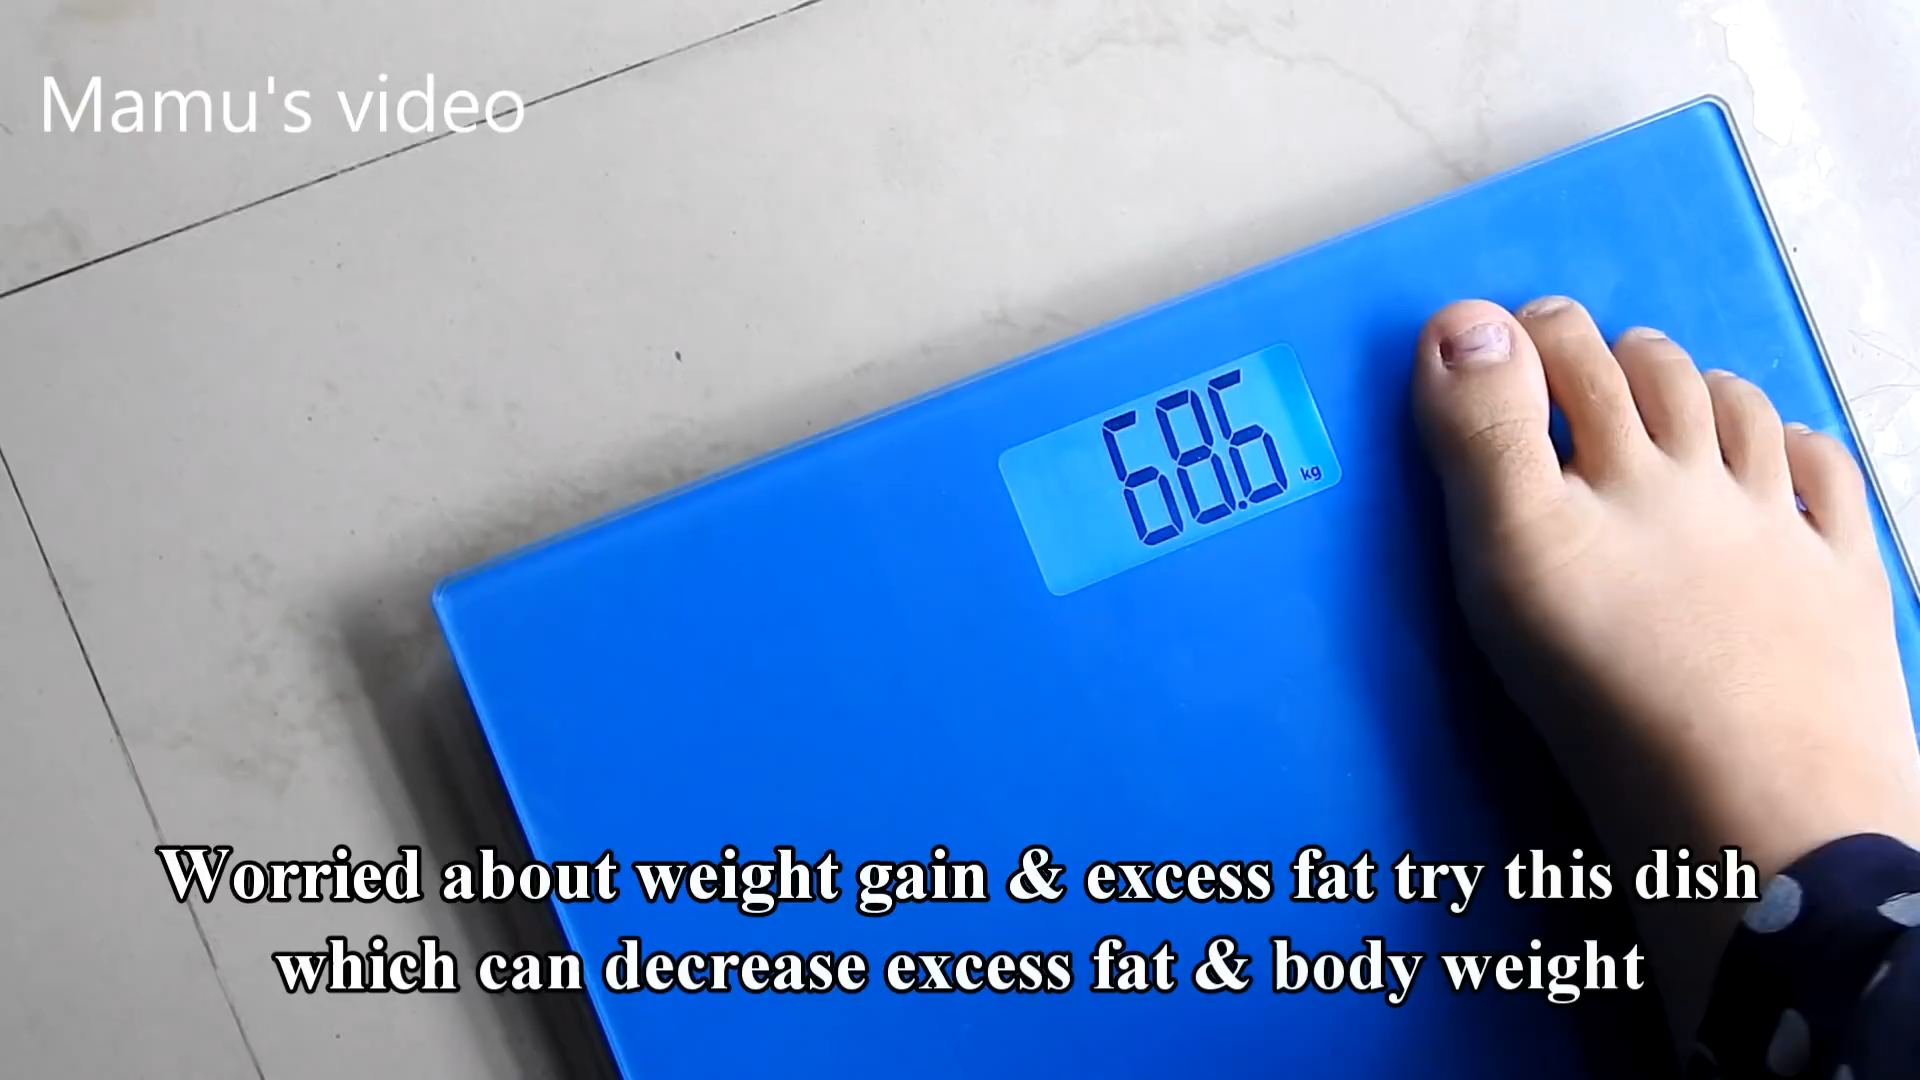 Mamu's video
68.6 kg
Worried about weight gain & excess fat try this dish
which can decrease excess fat & body weight